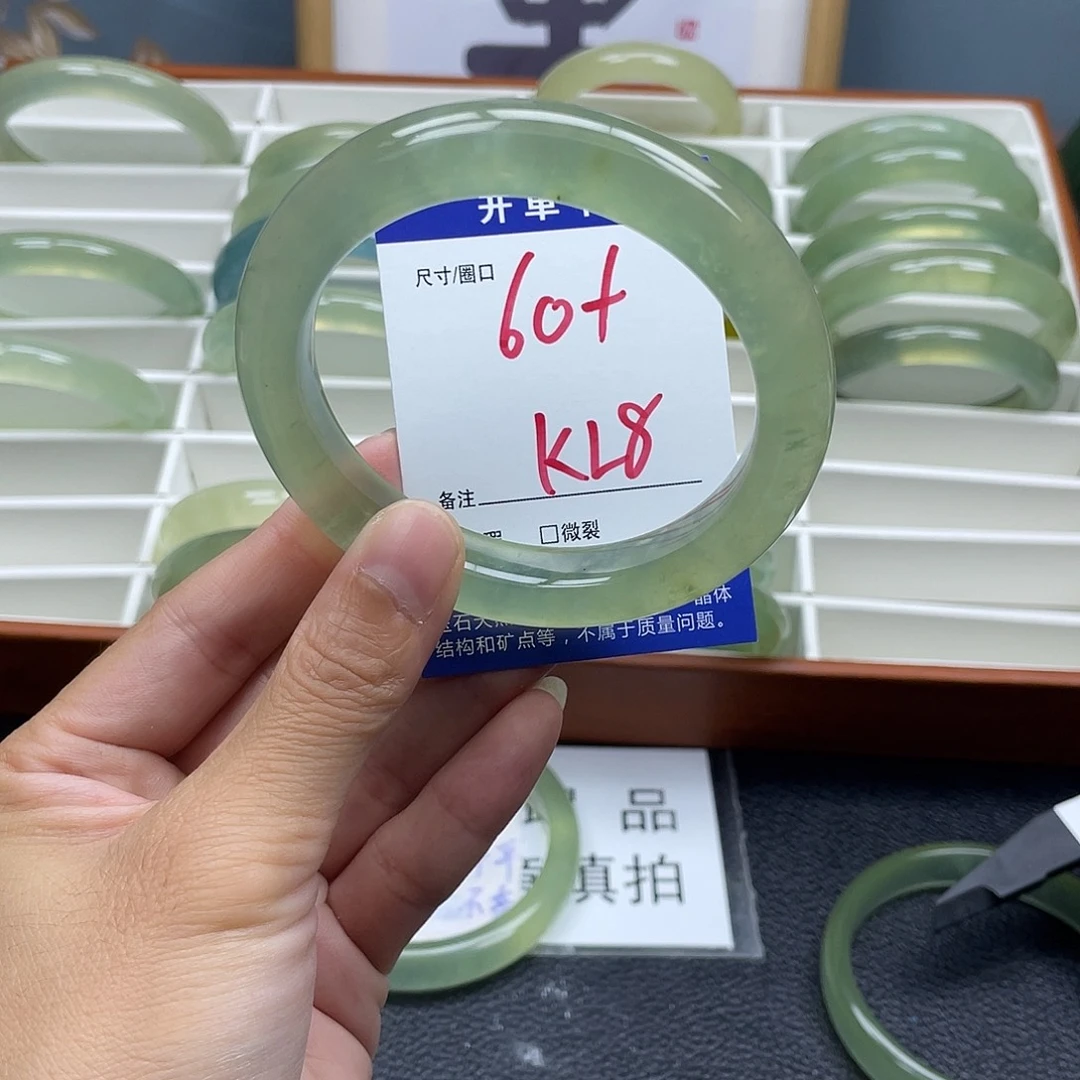 开单
尺寸/圈口
60+
KL8
备注
□微裂
晶体
结构和矿点等，不属于质量问题。
品
真拍